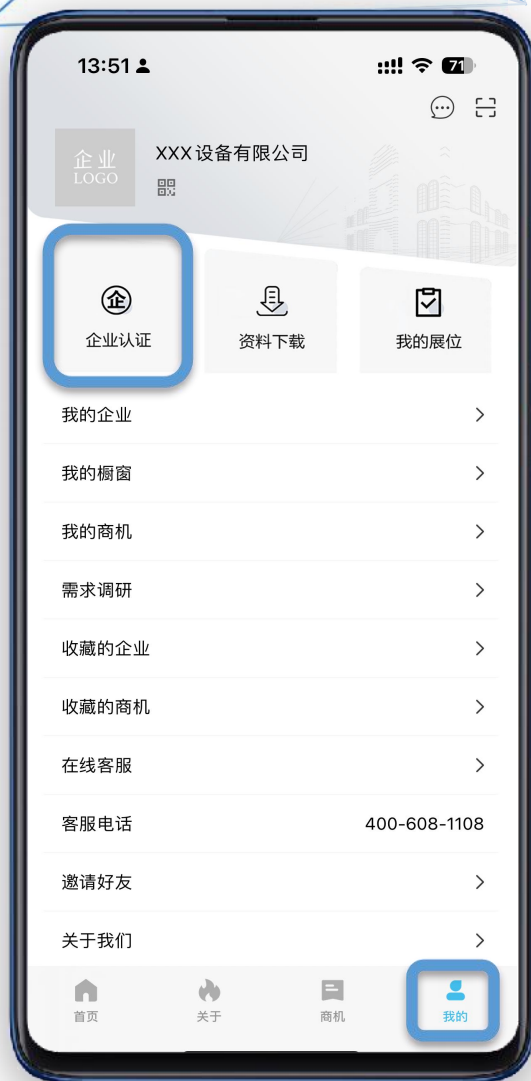 13:51
71
企业
LOGO
XXX设备有限公司
企
企业认证
资料下载
我的展位
我的企业
我的橱窗
我的商机
需求调研
收藏的企业
收藏的商机
在线客服
客服电话
400-608-1108
邀请好友
关于我们
首页
关于
商机
我的